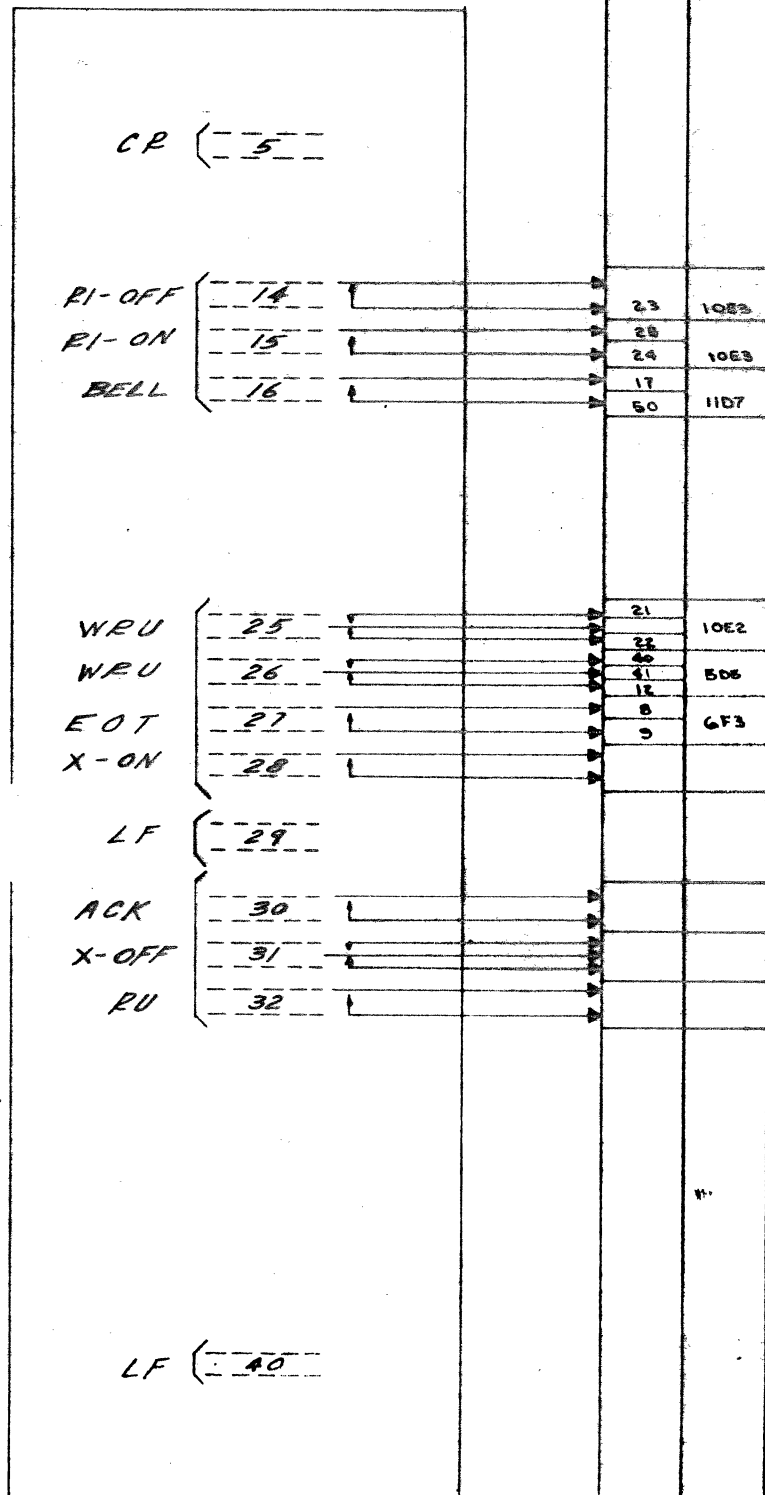 CR 5
RI-OFF 14
23 10E3
RI-ON 15
28
24 10E3
BELL 16
17
50 11D7
WRU 25
21
10E2
22
WRU 26
40
41 5D5
12
EOT 27
8
6F3
9
X-ON 28
LF 29
ACK 30
X-OFF 31
RU 32
LF 40